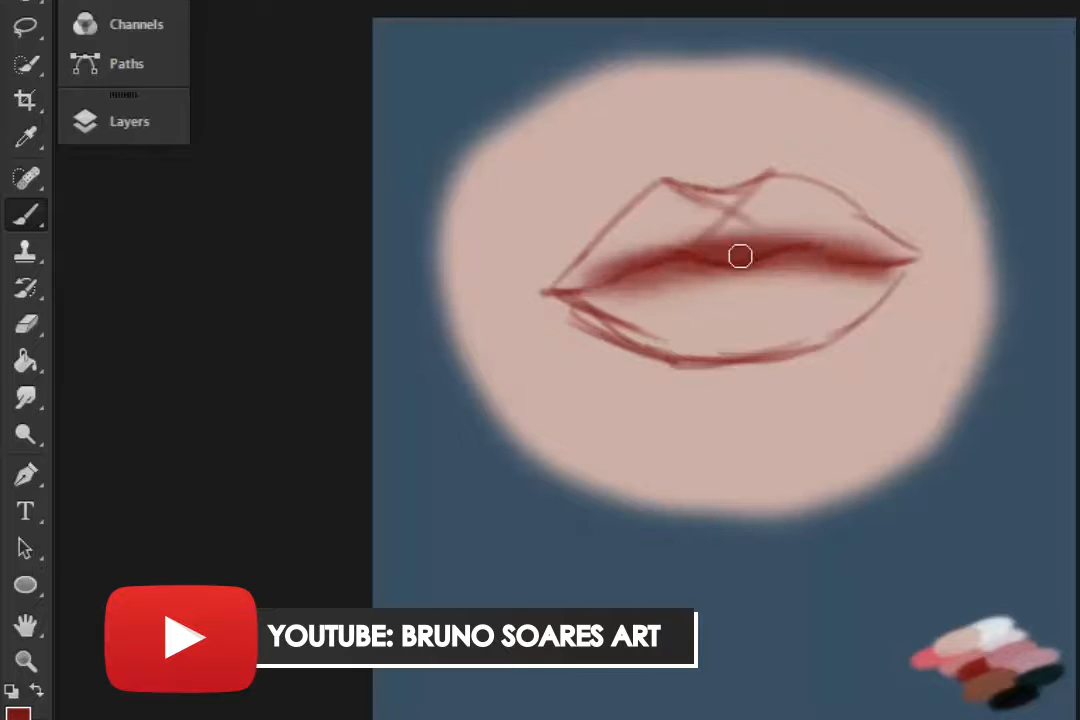 Channels
Paths
Layers
T
YOUTUBE: BRUNO SOARES ART